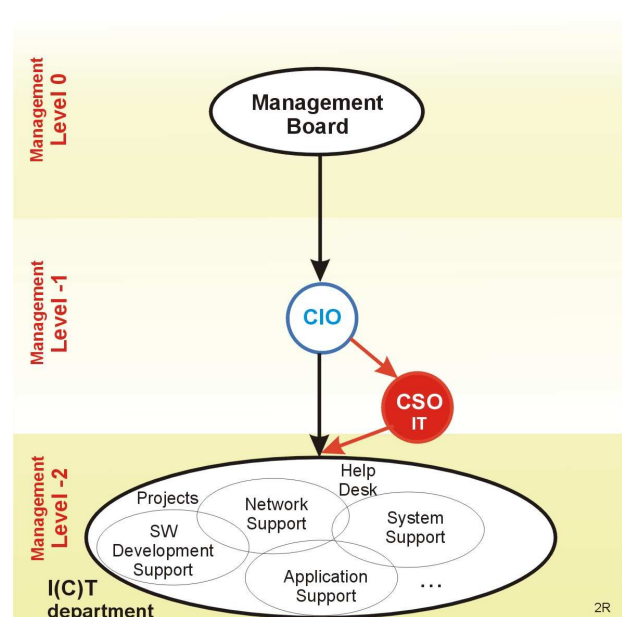 Management
Level 0
Management
Board
Management
Level -1
CIO
CSO
IT
Management
Level -2
Help
Desk
Projects
Network
Support
System
Support
SW
Development
Support
Application
Support
...
I(C)T
department
2R